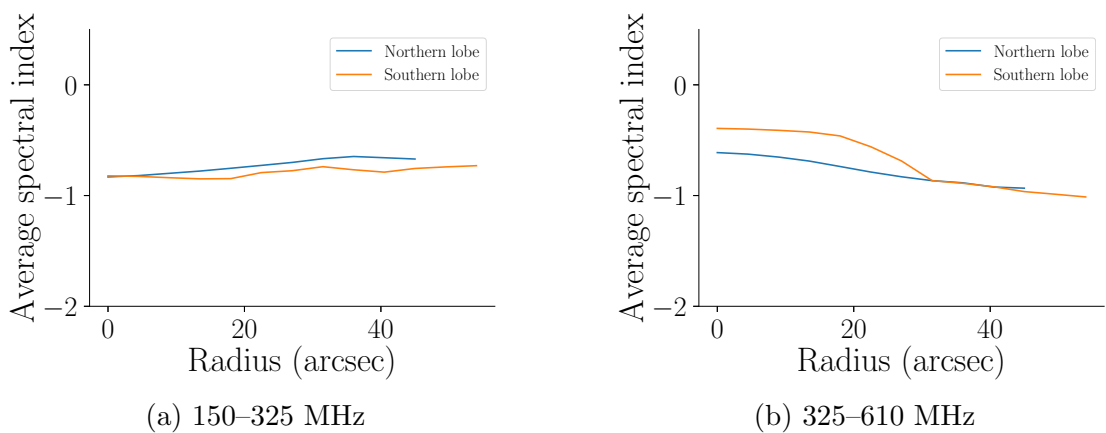 Average spectral index
0
−1
−2
Northern lobe
Southern lobe
0
20
40
Radius (arcsec)
(a) 150–325 MHz
Average spectral index
0
−1
−2
Northern lobe
Southern lobe
0
20
40
Radius (arcsec)
(b) 325–610 MHz